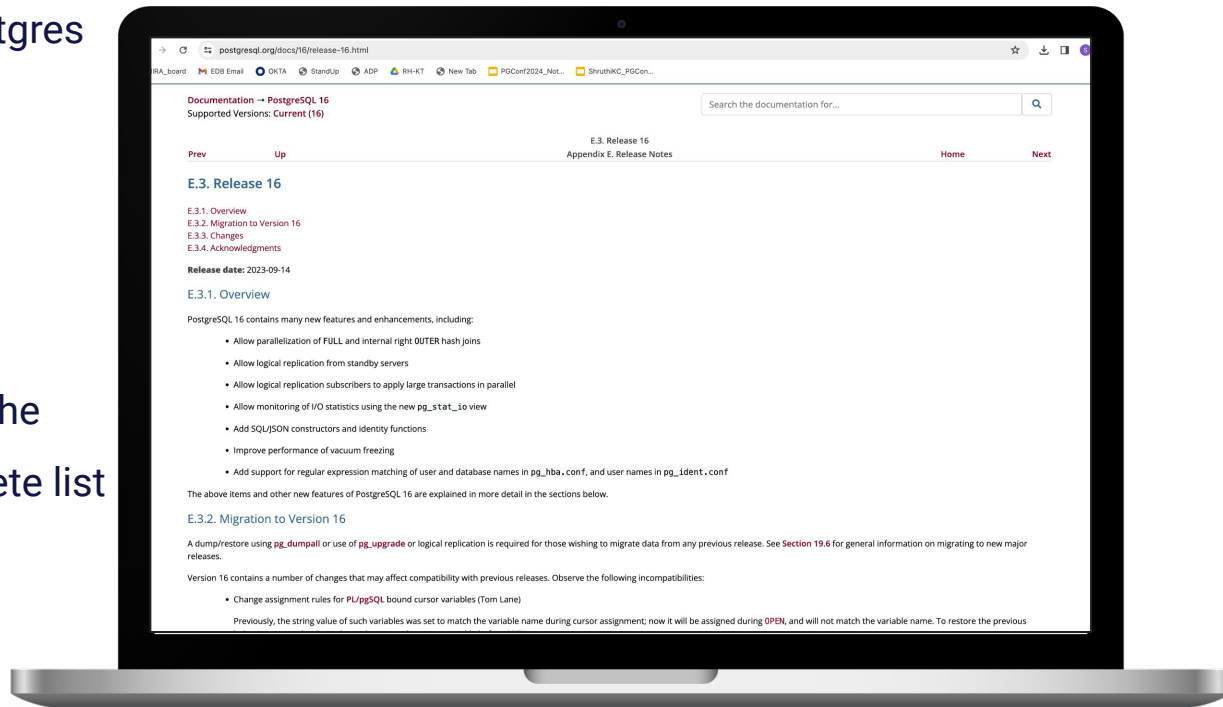 tgres
he
ete list
postgresql.org/docs/16/release-16.html
IRA_board EDB Email OKTA StandUp ADP RH-KT New Tab PGConf2024_Not... ShruthiKC_PGCon...
Documentation → PostgreSQL 16
Supported Versions: Current (16)
Search the documentation for...
E.3. Release 16
Prev Up Appendix E. Release Notes Home Next
E.3. Release 16
E.3.1. Overview
E.3.2. Migration to Version 16
E.3.3. Changes
E.3.4. Acknowledgments
Release date: 2023-09-14
E.3.1. Overview
PostgreSQL 16 contains many new features and enhancements, including:
• Allow parallelization of FULL and internal right OUTER hash joins
• Allow logical replication from standby servers
• Allow logical replication subscribers to apply large transactions in parallel
• Allow monitoring of I/O statistics using the new pg_stat_io view
• Add SQL/JSON constructors and identity functions
• Improve performance of vacuum freezing
• Add support for regular expression matching of user and database names in pg_hba.conf, and user names in pg_ident.conf
The above items and other new features of PostgreSQL 16 are explained in more detail in the sections below.
E.3.2. Migration to Version 16
A dump/restore using pg_dumpall or use of pg_upgrade or logical replication is required for those wishing to migrate data from any previous release. See Section 19.6 for general information on migrating to new major
releases.
Version 16 contains a number of changes that may affect compatibility with previous releases. Observe the following incompatibilities:
• Change assignment rules for PL/pgSQL bound cursor variables (Tom Lane)
Previously, the string value of such variables was set to match the variable name during cursor assignment; now it will be assigned during OPEN, and will not match the variable name. To restore the previous